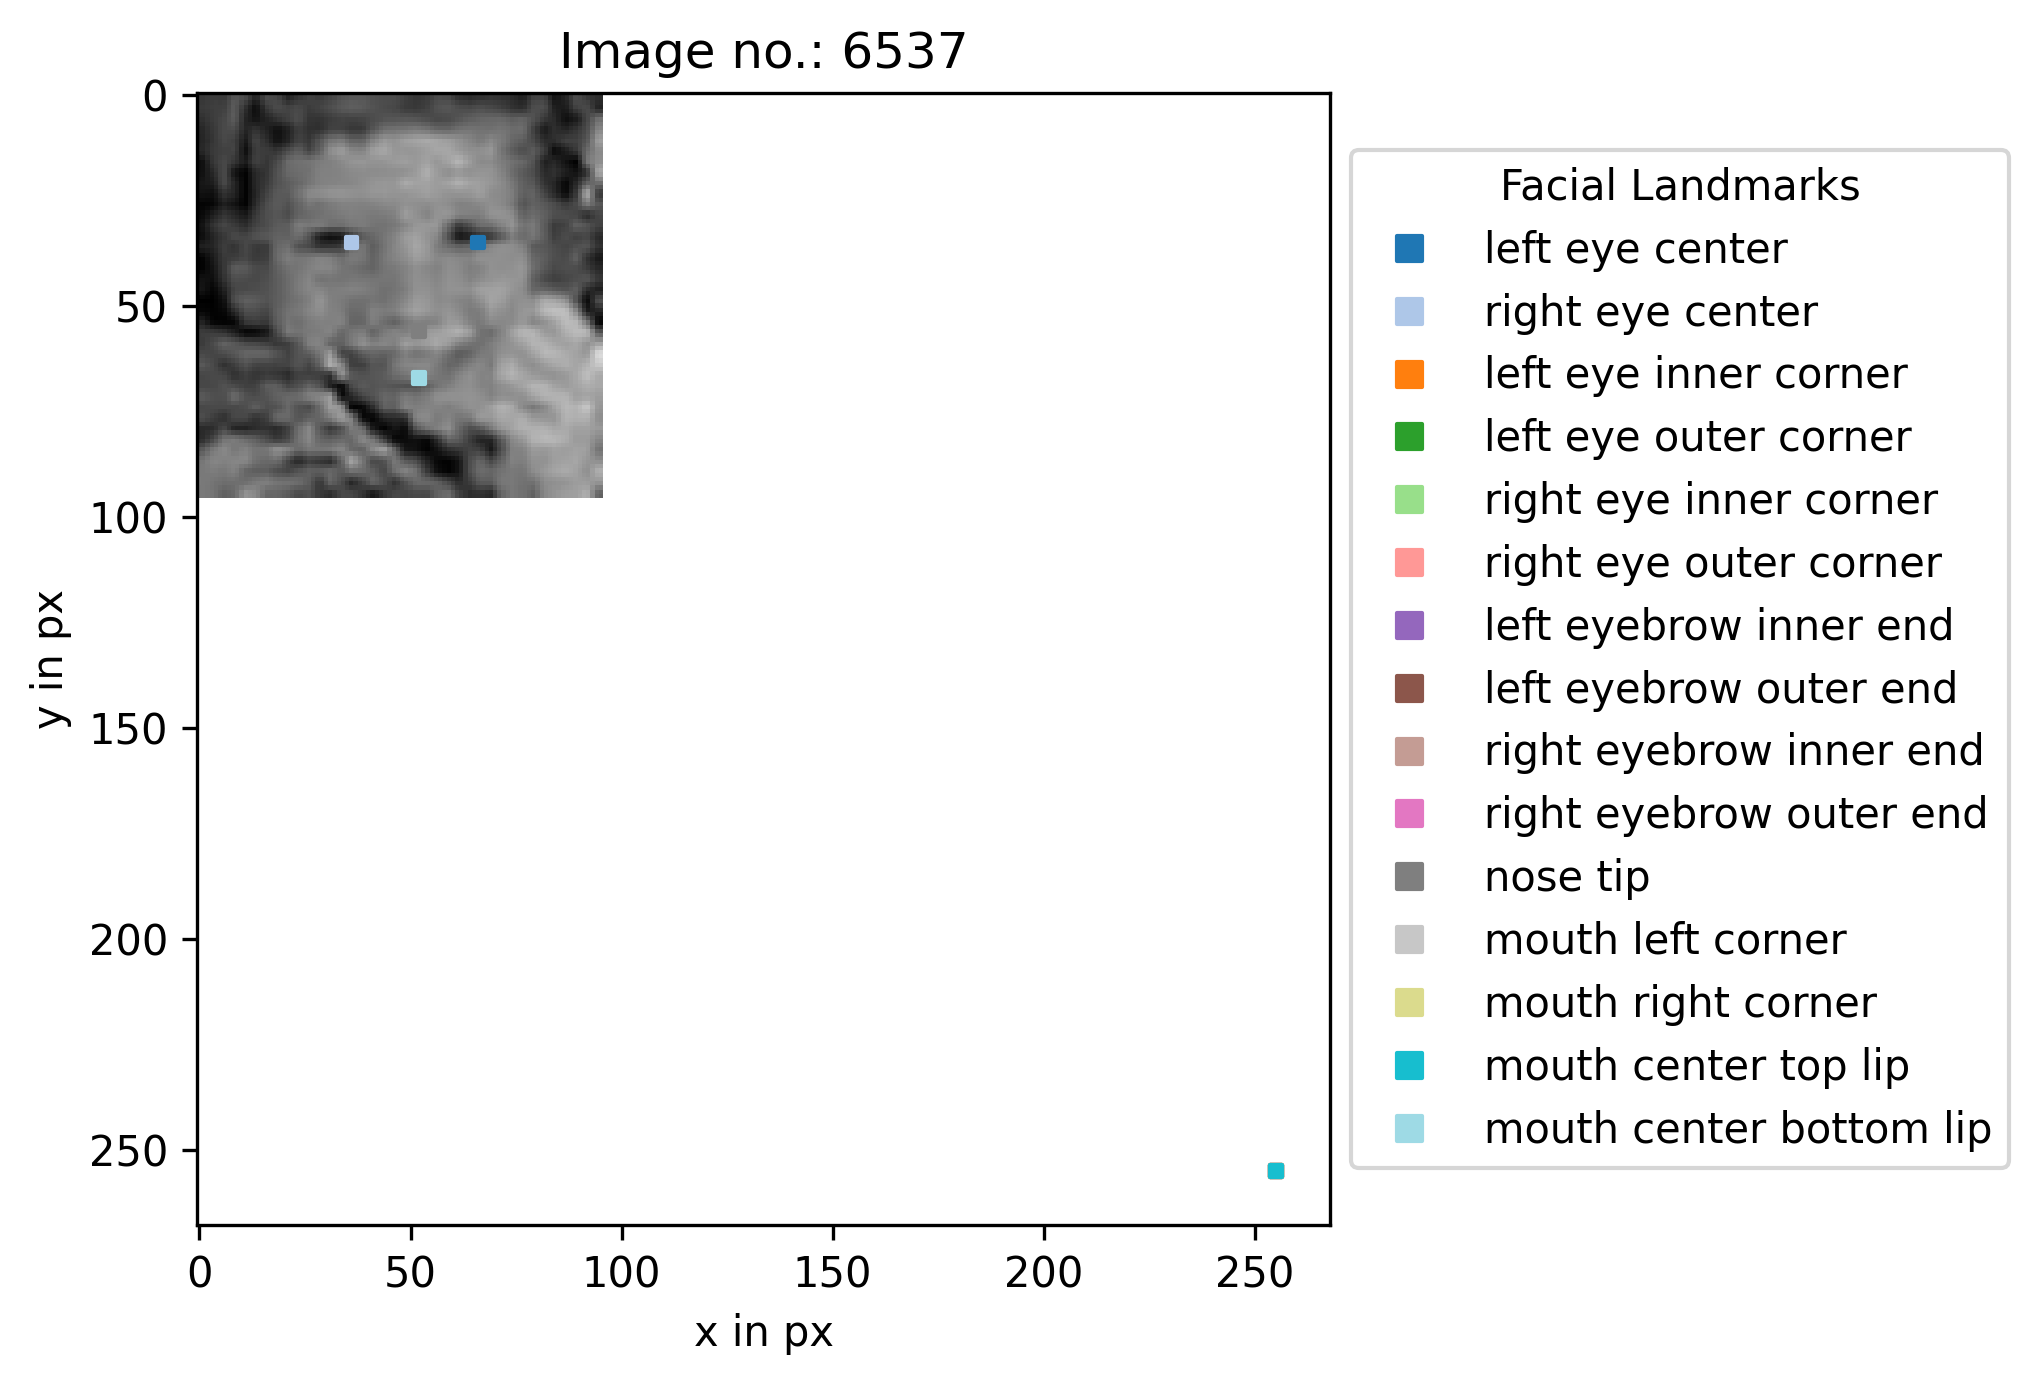 Image no.: 6537
0
50
100
150
200
250
y in px
0 50 100 150 200 250
x in px
Facial Landmarks
left eye center
right eye center
left eye inner corner
left eye outer corner
right eye inner corner
right eye outer corner
left eyebrow inner end
left eyebrow outer end
right eyebrow inner end
right eyebrow outer end
nose tip
mouth left corner
mouth right corner
mouth center top lip
mouth center bottom lip